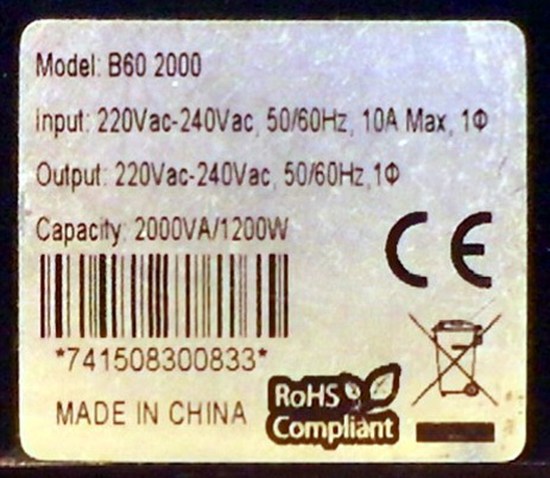 Model: B60 2000
Input: 220Vac-240Vac, 50/60Hz, 10A Max, 1Φ
Output: 220Vac-240Vac, 50/60Hz,1Φ
Capacity: 2000VA/1200W
CE
*741508300833*
MADE IN CHINA
RoHS
Compliant